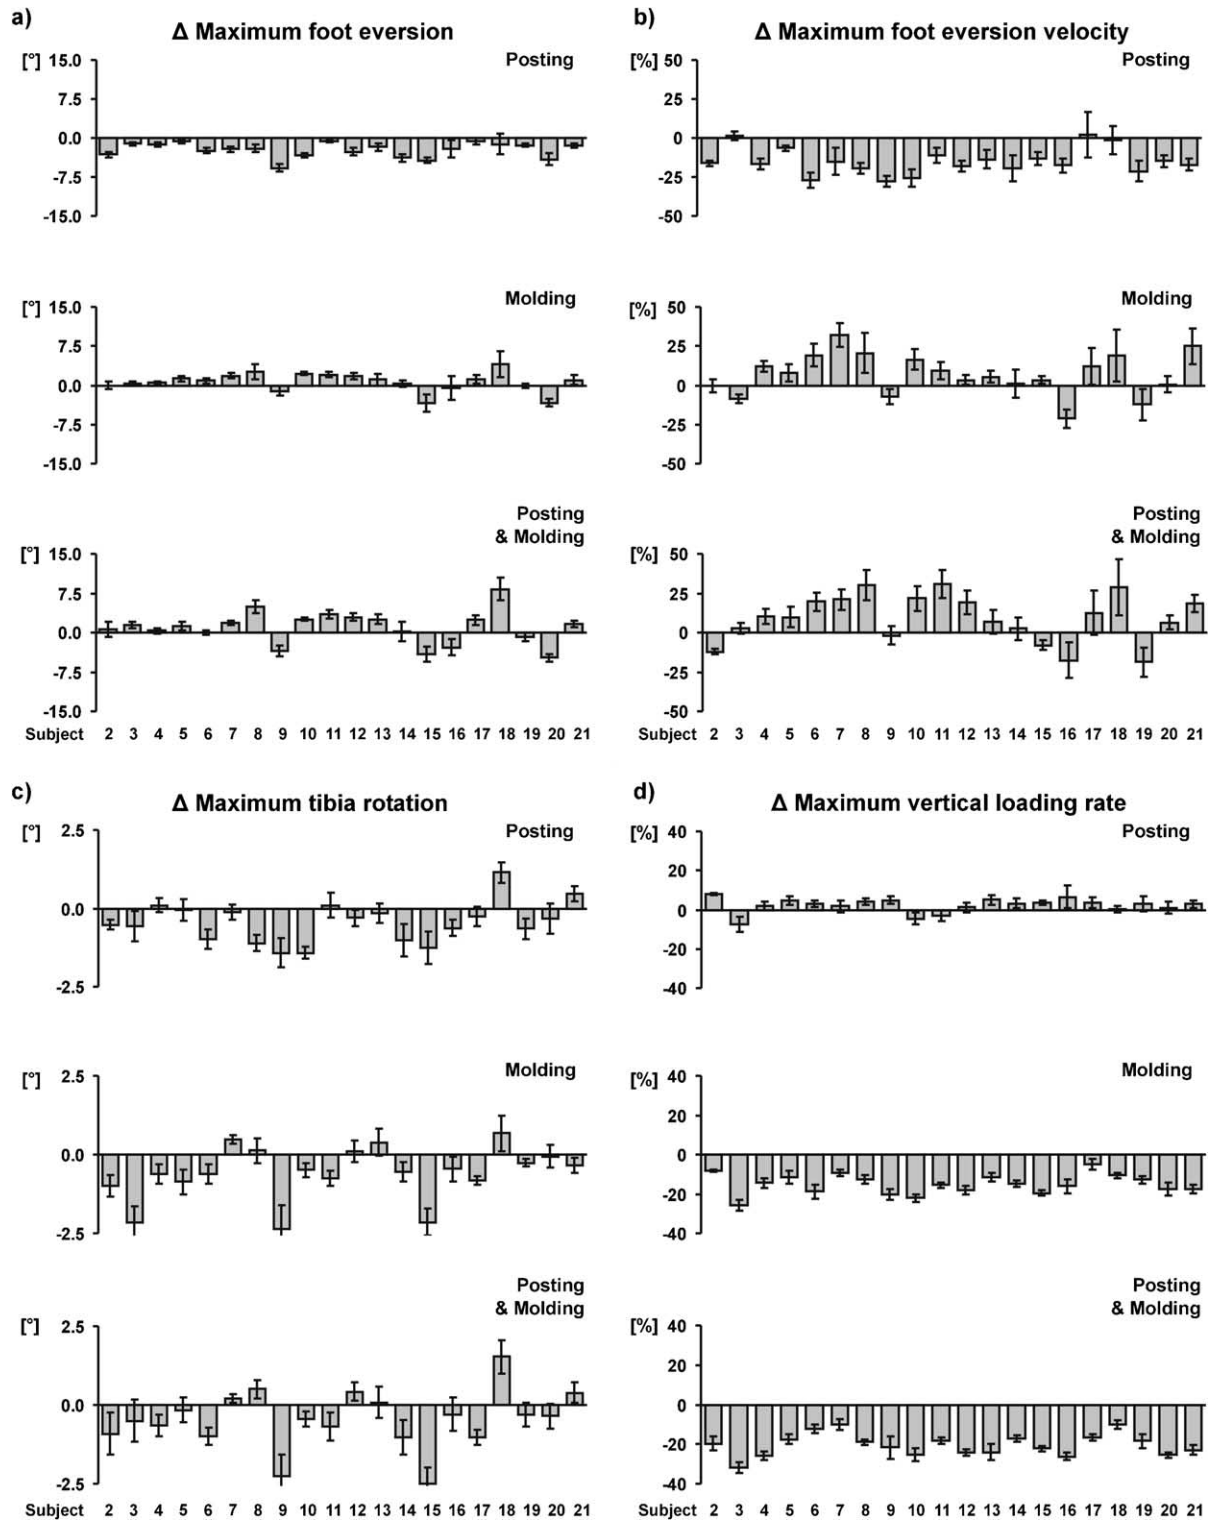 a)
Δ Maximum foot eversion
[°] 15.0
Posting
7.5
0.0
-7.5
-15.0
[°] 15.0
Molding
7.5
0.0
-7.5
-15.0
Posting
& Molding
[°] 15.0
7.5
0.0
-7.5
-15.0
Subject 2 3 4 5 6 7 8 9 10 11 12 13 14 15 16 17 18 19 20 21
b)
Δ Maximum foot eversion velocity
[%] 50
Posting
25
0
-25
-50
[%] 50
Molding
25
0
-25
-50
Posting
& Molding
[%] 50
25
0
-25
-50
2 3 4 5 6 7 8 9 10 11 12 13 14 15 16 17 18 19 20 21
c)
Δ Maximum tibia rotation
[°] 2.5
Posting
0.0
-2.5
[°] 2.5
Molding
0.0
-2.5
Posting
& Molding
[°] 2.5
0.0
-2.5
Subject 2 3 4 5 6 7 8 9 10 11 12 13 14 15 16 17 18 19 20 21
d)
Δ Maximum vertical loading rate
[%] 40
Posting
20
0
-20
-40
[%] 40
Molding
20
0
-20
-40
Posting
& Molding
[%] 40
20
0
-20
-40
2 3 4 5 6 7 8 9 10 11 12 13 14 15 16 17 18 19 20 21